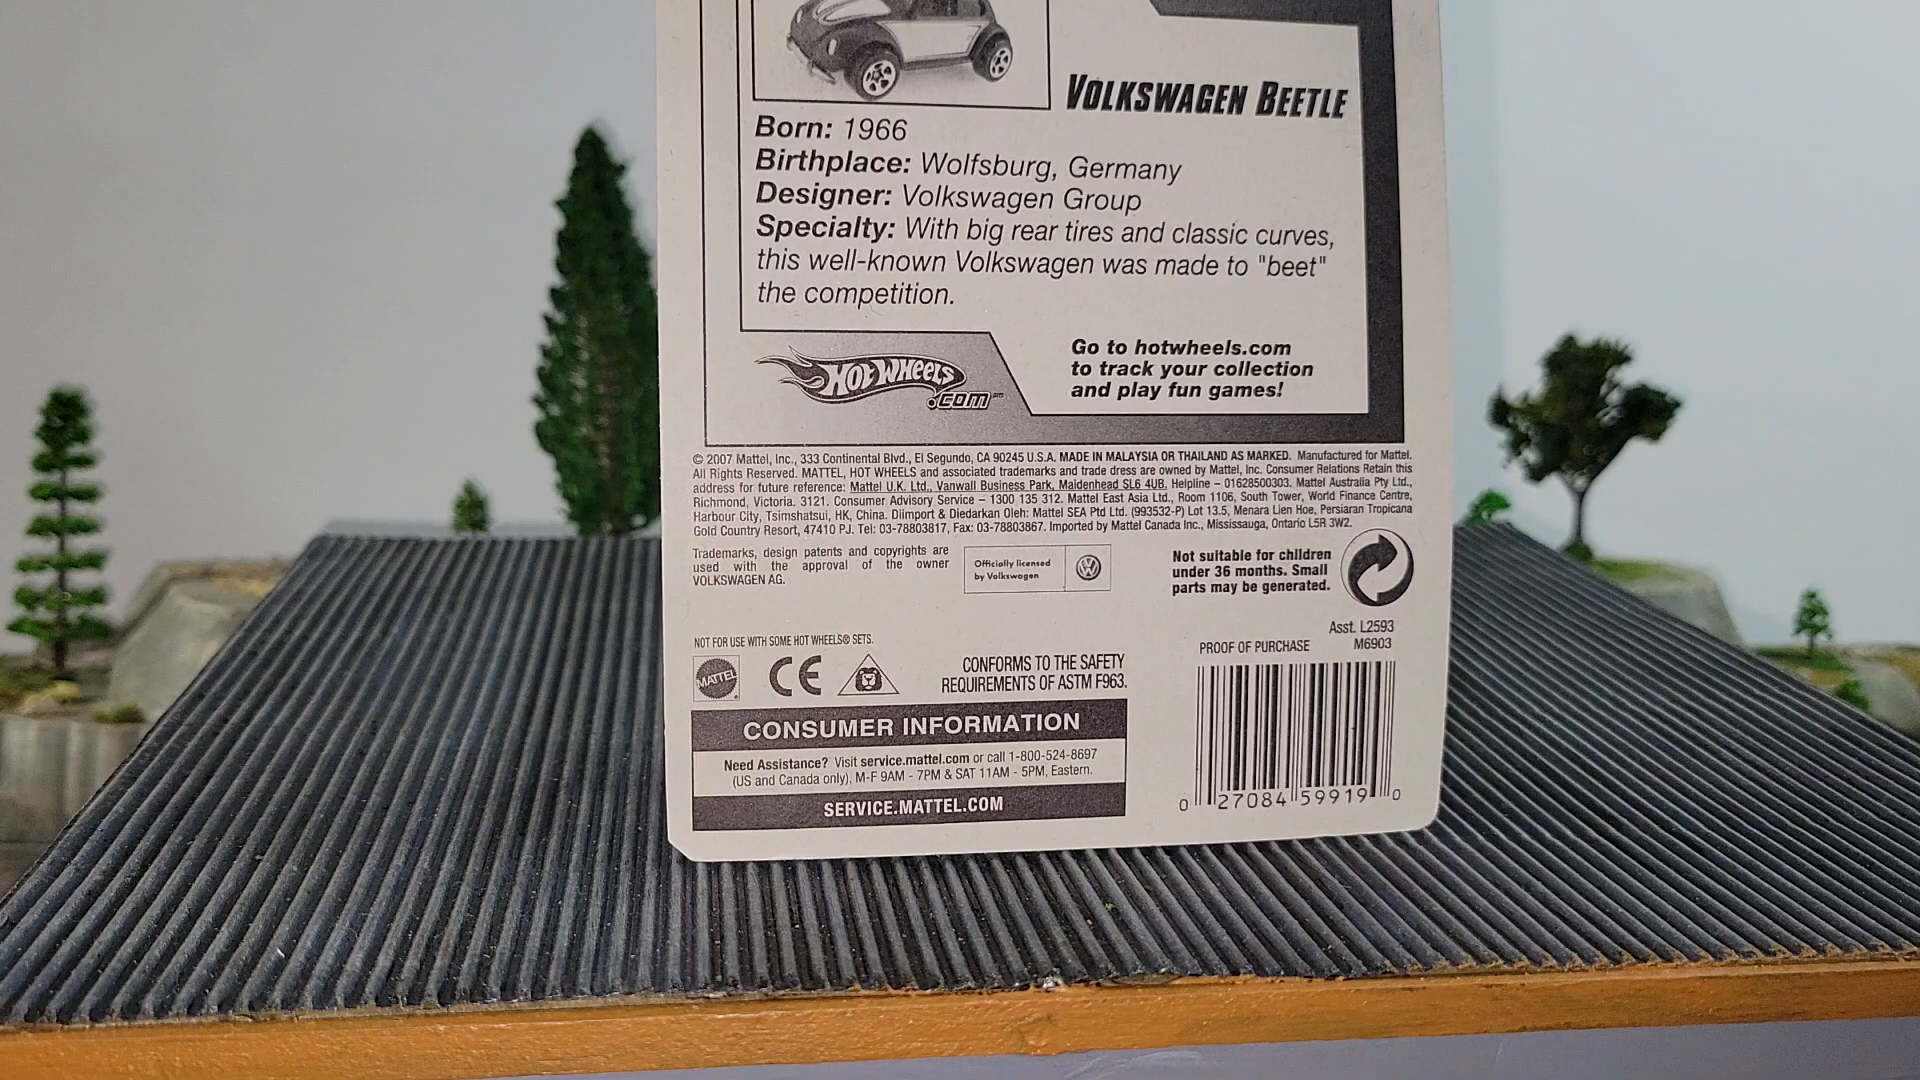 VOLKSWAGEN BEETLE
Born: 1966
Birthplace: Wolfsburg, Germany
Designer: Volkswagen Group
Specialty: With big rear tires and classic curves,
this well-known Volkswagen was made to "beet"
the competition.
HOT WHEELS
.COM
Go to hotwheels.com
to track your collection
and play fun games!
© 2007 Mattel, Inc., 333 Continental Blvd., El Segundo, CA 90245 U.S.A. MADE IN MALAYSIA OR THAILAND AS MARKED. Manufactured for Mattel.
All Rights Reserved. MATTEL, HOT WHEELS and associated trademarks and trade dress are owned by Mattel, Inc. Consumer Relations Retain this
address for future reference: Mattel U.K. Ltd., Vanwall Business Park, Maidenhead SL6 4UB. Helpline – 01628500303. Mattel Australia Pty Ltd.,
Richmond, Victoria. 3121. Consumer Advisory Service – 1300 135 312. Mattel East Asia Ltd., Room 1106, South Tower, World Finance Centre,
Harbour City, Tsimshatsui, HK, China. Diimport & Diedarkan Oleh: Mattel SEA Ptd Ltd. (993532-P) Lot 13.5, Menara Lien Hoe, Persiaran Tropicana
Gold Country Resort, 47410 PJ. Tel: 03-78803817, Fax: 03-78803867. Imported by Mattel Canada Inc., Mississauga, Ontario L5R 3W2.
Trademarks, design patents and copyrights are
used with the approval of the owner
VOLKSWAGEN AG.
Officially licensed
by Volkswagen
Not suitable for children
under 36 months. Small
parts may be generated.
Asst. L2593
M6903
PROOF OF PURCHASE
NOT FOR USE WITH SOME HOT WHEELS® SETS.
MATTEL
CE
CONFORMS TO THE SAFETY
REQUIREMENTS OF ASTM F963.
CONSUMER INFORMATION
Need Assistance? Visit service.mattel.com or call 1-800-524-8697
(US and Canada only), M-F 9AM - 7PM & SAT 11AM - 5PM, Eastern.
SERVICE.MATTEL.COM
0 27084 59919 0